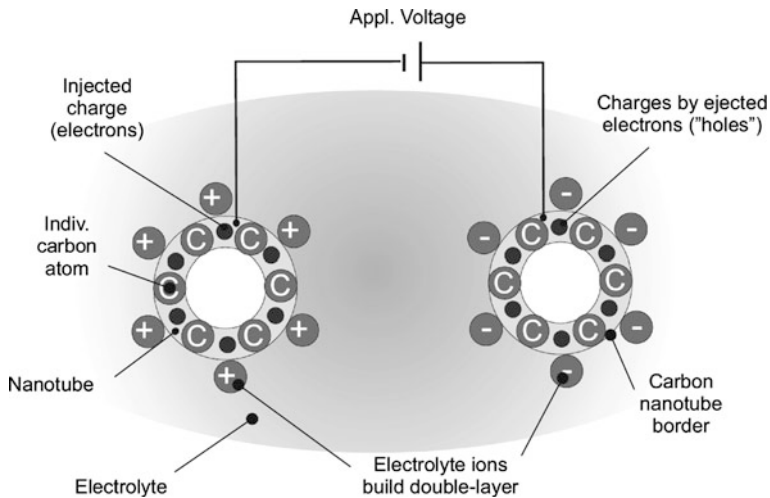 Appl. Voltage
Injected
charge
(electrons)
Charges by ejected
electrons ("holes")
Indiv.
carbon
atom
+
+
+
+
+
+
C
C
C
C
C
C
-
-
-
-
-
-
C
C
C
C
C
C
Nanotube
Carbon
nanotube
border
Electrolyte
Electrolyte ions
build double-layer